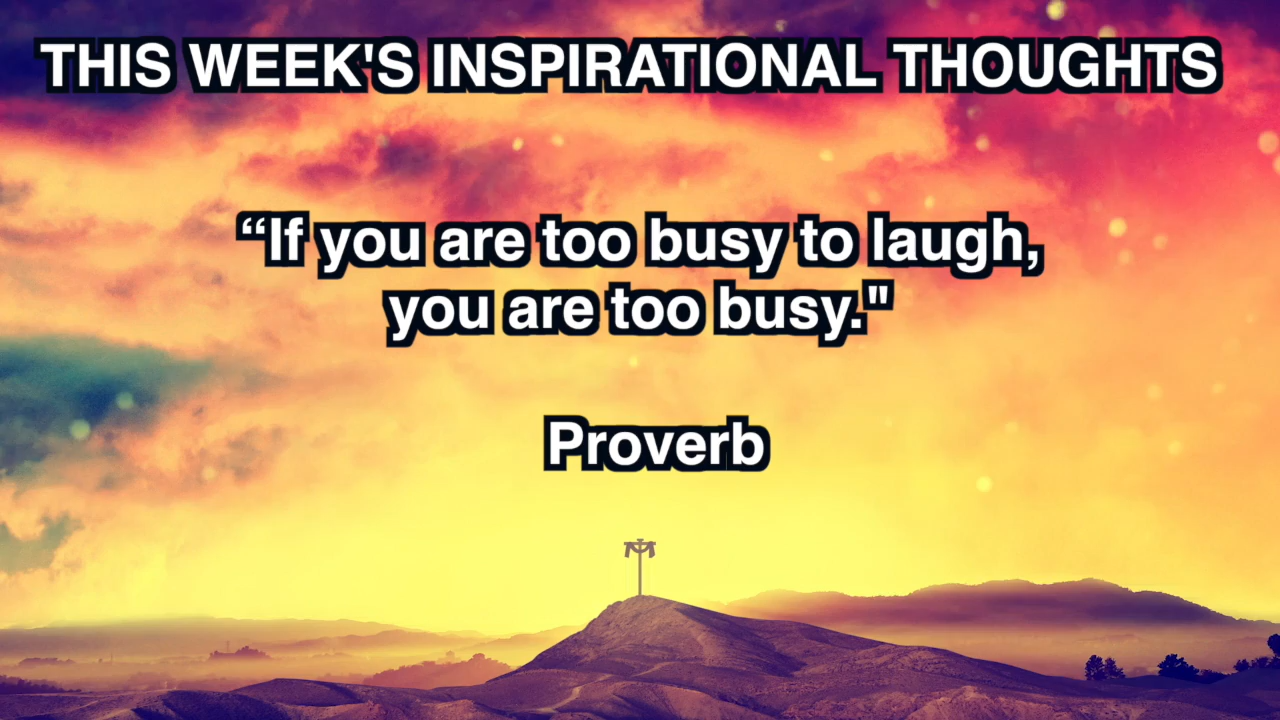 THIS WEEK'S INSPIRATIONAL THOUGHTS
“If you are too busy to laugh,
you are too busy."
Proverb